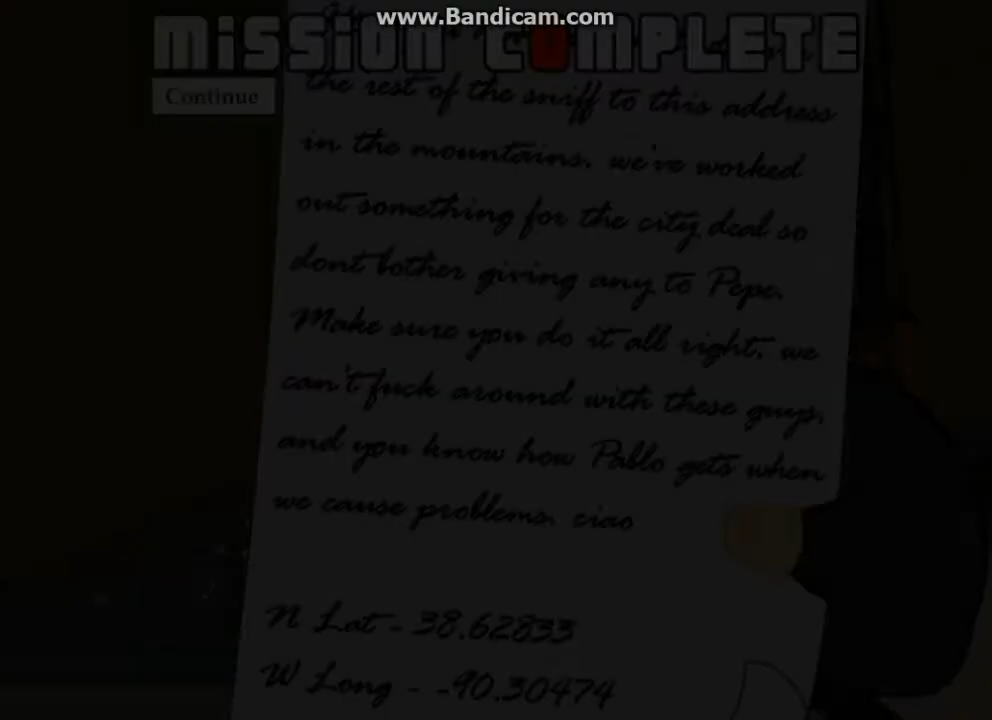 www.Bandicam.com
MiSSiON COMPLETE
Continue
the rest of the sniff to this address
in the mountains. we've worked
out something for the city deal so
dont bother giving any to Pepe.
Make sure you do it all right, we
can't fuck around with these guys,
and you know how Pablo gets when
we cause problems. ciao
N Lat - 38.62833
W Long - -90.30474